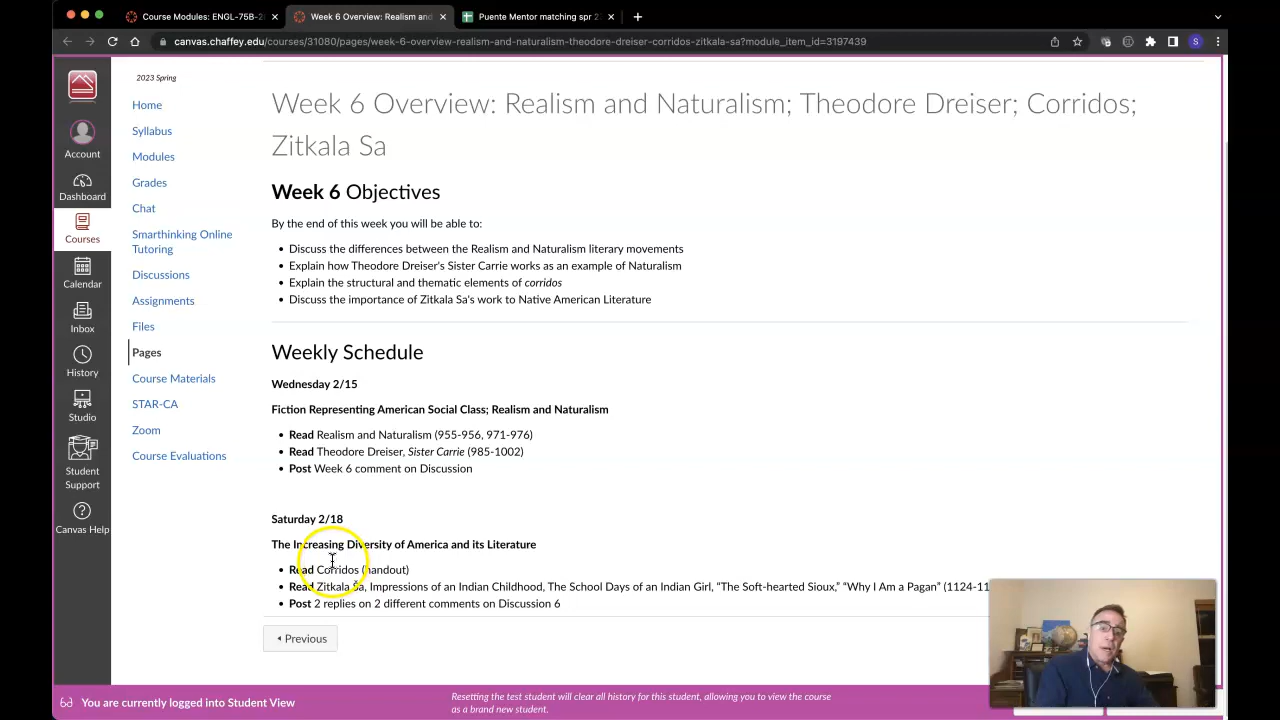 Course Modules: ENGL-75B-2
Week 6 Overview: Realism and
Puente Mentor matching spr 2
canvas.chaffey.edu/courses/31080/pages/week-6-overview-realism-and-naturalism-theodore-dreiser-corridos-zitkala-sa?module_item_id=3197439
S
Account
Dashboard
Courses
Calendar
Inbox
History
Studio
Student
Support
Canvas Help
2023 Spring
Home
Syllabus
Modules
Grades
Chat
Smarthinking Online
Tutoring
Discussions
Assignments
Files
Pages
Course Materials
STAR-CA
Zoom
Course Evaluations
Week 6 Overview: Realism and Naturalism; Theodore Dreiser; Corridos;
Zitkala Sa
Week 6 Objectives
By the end of this week you will be able to:
• Discuss the differences between the Realism and Naturalism literary movements
• Explain how Theodore Dreiser's Sister Carrie works as an example of Naturalism
• Explain the structural and thematic elements of corridos
• Discuss the importance of Zitkala Sa's work to Native American Literature
Weekly Schedule
Wednesday 2/15
Fiction Representing American Social Class; Realism and Naturalism
• Read Realism and Naturalism (955-956, 971-976)
• Read Theodore Dreiser, Sister Carrie (985-1002)
• Post Week 6 comment on Discussion
Saturday 2/18
The Increasing Diversity of America and its Literature
• Read Corridos (handout)
• Read Zitkala Ša, Impressions of an Indian Childhood, The School Days of an Indian Girl, “The Soft-hearted Sioux,” “Why I Am a Pagan” (1124-11
• Post 2 replies on 2 different comments on Discussion 6
Previous
You are currently logged into Student View
Resetting the test student will clear all history for this student, allowing you to view the course
as a brand new student.